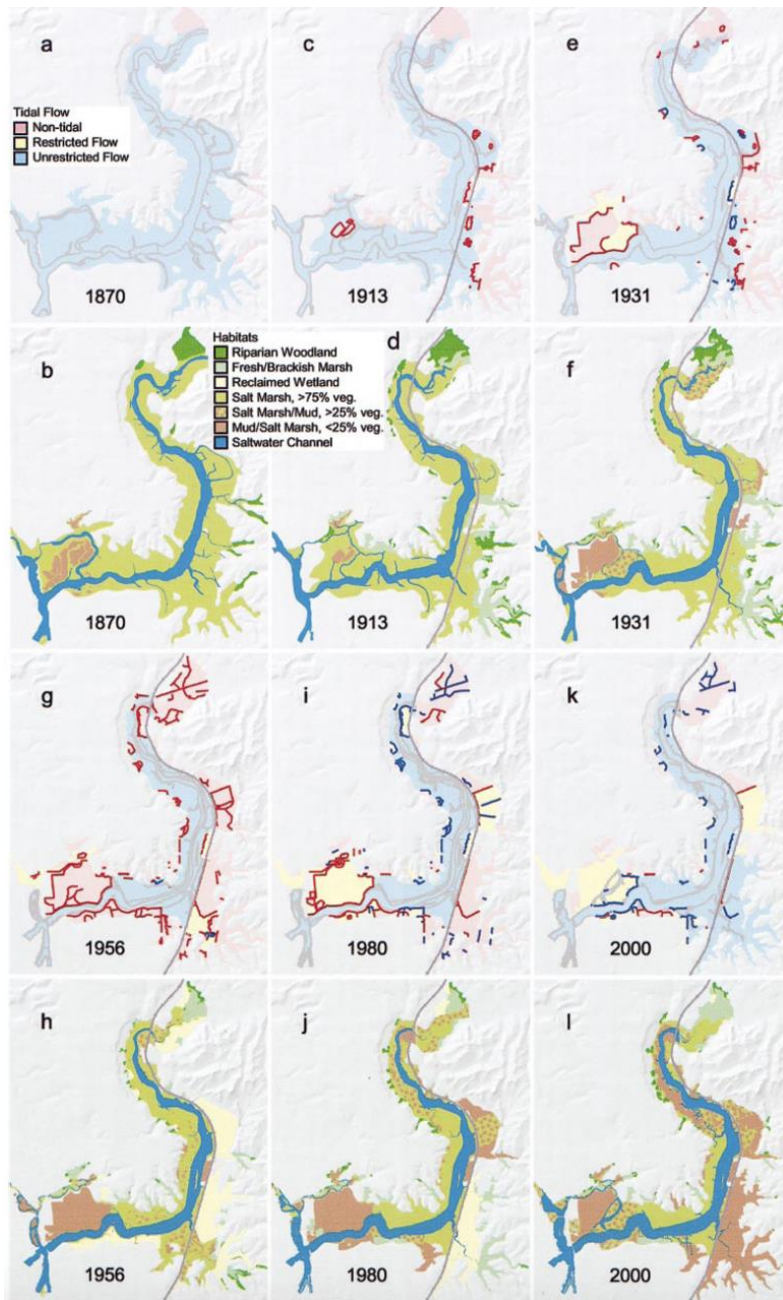 a
c
e
Tidal Flow
Non-tidal
Restricted Flow
Unrestricted Flow
1870
1913
1931
b
d
f
Habitats
Riparian Woodland
Fresh/Brackish Marsh
Reclaimed Wetland
Salt Marsh, >75% veg.
Salt Marsh/Mud, >25% veg.
Mud/Salt Marsh, <25% veg.
Saltwater Channel
1870
1913
1931
g
i
k
1956
1980
2000
h
j
l
1956
1980
2000